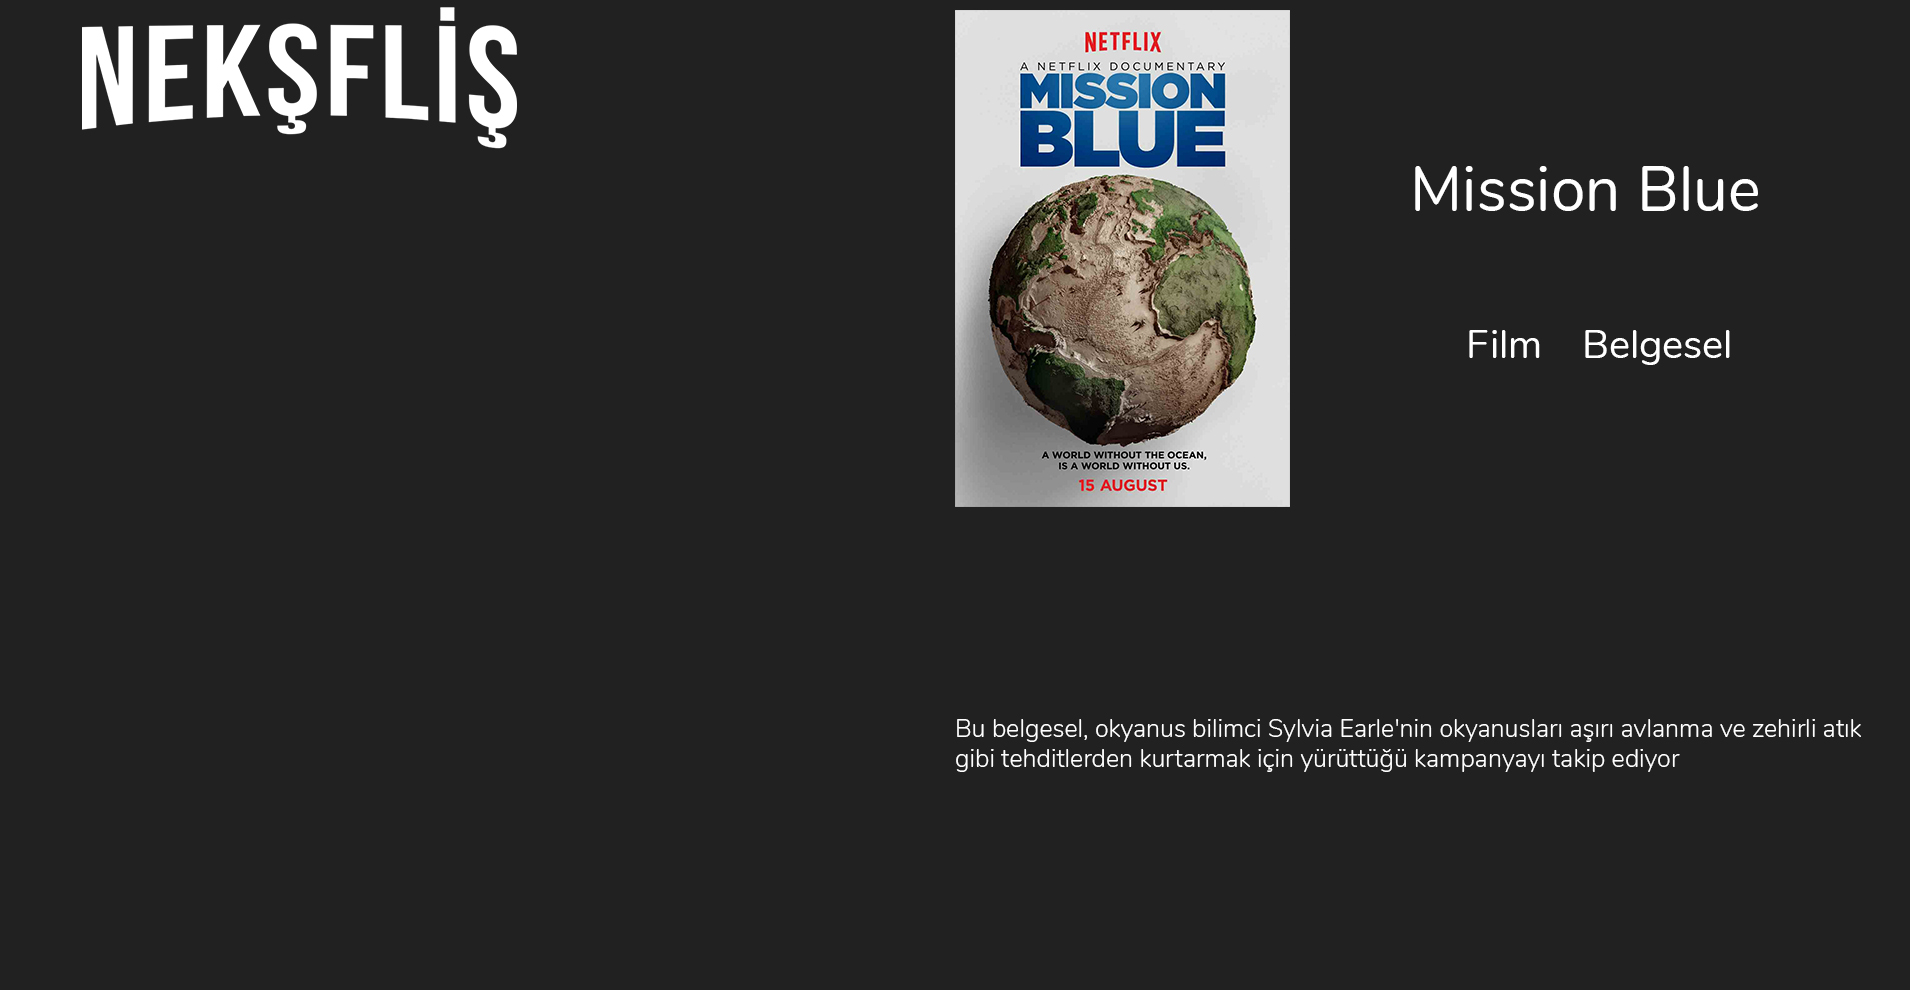 NEKŞFLİŞ
NETFLIX
A NETFLIX DOCUMENTARY
MISSION
BLUE
A WORLD WITHOUT THE OCEAN,
IS A WORLD WITHOUT US.
15 AUGUST
Mission Blue
Film Belgesel
Bu belgesel, okyanus bilimci Sylvia Earle'nin okyanusları aşırı avlanma ve zehirli atık
gibi tehditlerden kurtarmak için yürüttüğü kampanyayı takip ediyor